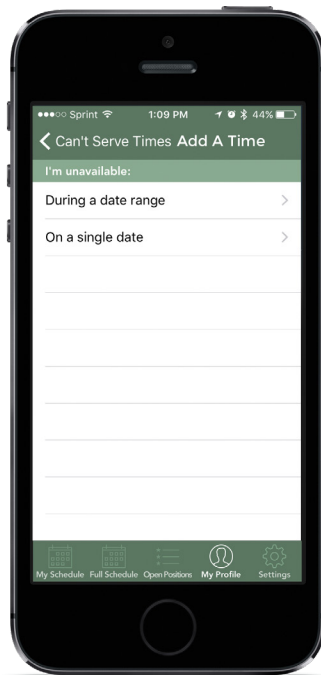 Sprint 1:09 PM 44%
Can't Serve Times Add A Time
I'm unavailable:
During a date range
On a single date
My Schedule Full Schedule Open Positions My Profile Settings